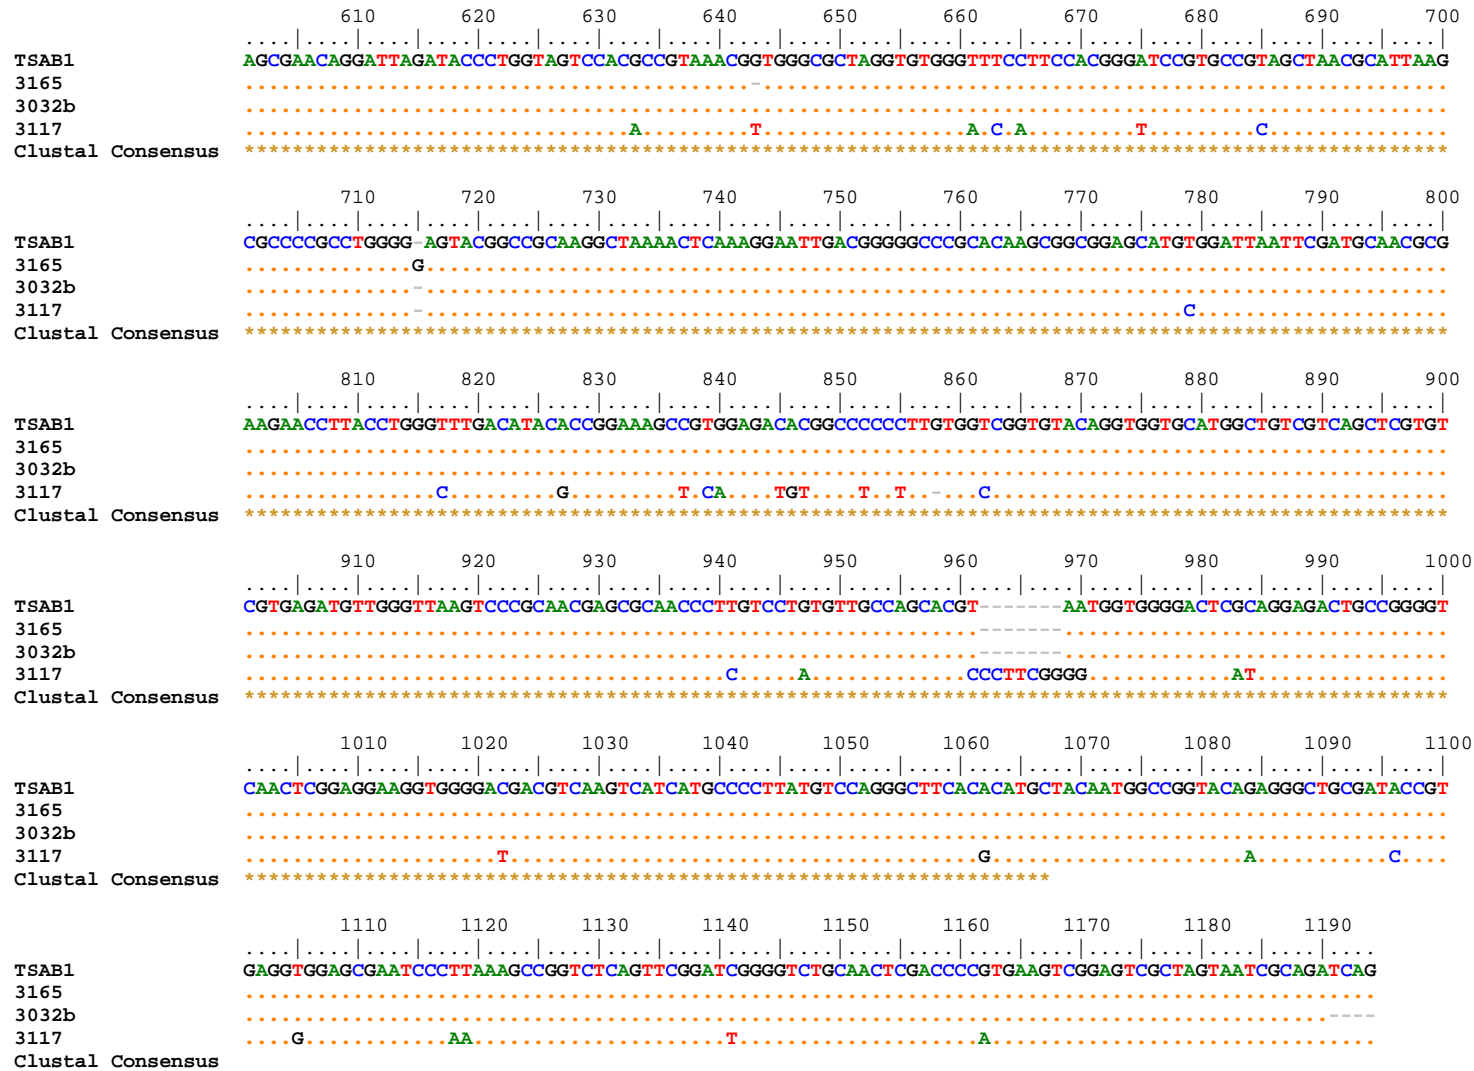 610 620 630 640 650 660 670 680 690 700
....|....|....|....|....|....|....|....|....|....|....|....|....|....|....|....|....|....|....|....|
TSAB1 AGCGAACAGGATTAGATACCCTGGTAGTCCACGCCGTAAACGGTGGGCGCTAGGTGTGGGTTTCCTTCCACGGGATCCGTGCCGTAGCTAACGCATTAAG
3165 ..........................................-.........................................................
3032b ....................................................................................................
3117 ................................A.........T.................A.C.A.........T.........C...............
Clustal Consensus ****************************************************************************************************
710 720 730 740 750 760 770 780 790 800
....|....|....|....|....|....|....|....|....|....|....|....|....|....|....|....|....|....|....|....|
TSAB1 CGCCCCGCCTGGGG-AGTACGGCCGCAAGGCTAAAACTCAAAGGAATTGACGGGGGCCCGCACAAGCGGCGGAGCATGTGGATTAATTCGATGCAACGCG
3165 ..............G.....................................................................................
3032b ..............-.....................................................................................
3117 ..............-...............................................................C.....................
Clustal Consensus ****************************************************************************************************
810 820 830 840 850 860 870 880 890 900
....|....|....|....|....|....|....|....|....|....|....|....|....|....|....|....|....|....|....|....|
TSAB1 AAGAACCTTACCTGGGTTTGACATACACCGGAAAGCCGTGGAGACACGGCCCCCCTTGTGGTCGGTGTACAGGTGGTGCATGGCTGTCGTCAGCTCGTGT
3165 ....................................................................................................
3032b ....................................................................................................
3117 ................C.........G.........T.CA....TGT....T..T..-...C......................................
Clustal Consensus ****************************************************************************************************
910 920 930 940 950 960 970 980 990 1000
....|....|....|....|....|....|....|....|....|....|....|....|....|....|....|....|....|....|....|....|
TSAB1 CGTGAGATGTTGGGTTAAGTCCCGCAACGAGCGCAACCCTTGTCCTGTGTTGCCAGCACGT-------AATGGTGGGGACTCGCAGGAGACTGCCGGGGT
3165 .............................................................-------................................
3032b .............................................................-------................................
3117 ........................................C.....A.............CCCTTCGGGG............AT................
Clustal Consensus ****************************************************************************************************
1010 1020 1030 1040 1050 1060 1070 1080 1090 1100
....|....|....|....|....|....|....|....|....|....|....|....|....|....|....|....|....|....|....|....|
TSAB1 CAACTCGGAGGAAGGTGGGGACGACGTCAAGTCATCATGCCCCTTATGTCCAGGGCTTCACACATGCTACAATGGCCGGTACAGAGGGCTGCGATACCGT
3165 ....................................................................................................
3032b ....................................................................................................
3117 .....................T.......................................G.....................A...........C....
Clustal Consensus *******************************************************************
1110 1120 1130 1140 1150 1160 1170 1180 1190
....|....|....|....|....|....|....|....|....|....|....|....|....|....|....|....|....|....|....
TSAB1 GAGGTGGAGCGAATCCCTTAAAGCCGGTCTCAGTTCGGATCGGGGTCTGCAACTCGACCCCGTGAAGTCGGAGTCGCTAGTAATCGCAGATCAG
3165 ..............................................................................................
3032b ..........................................................................................----
3117 ....G............AA.....................T....................A................................
Clustal Consensus